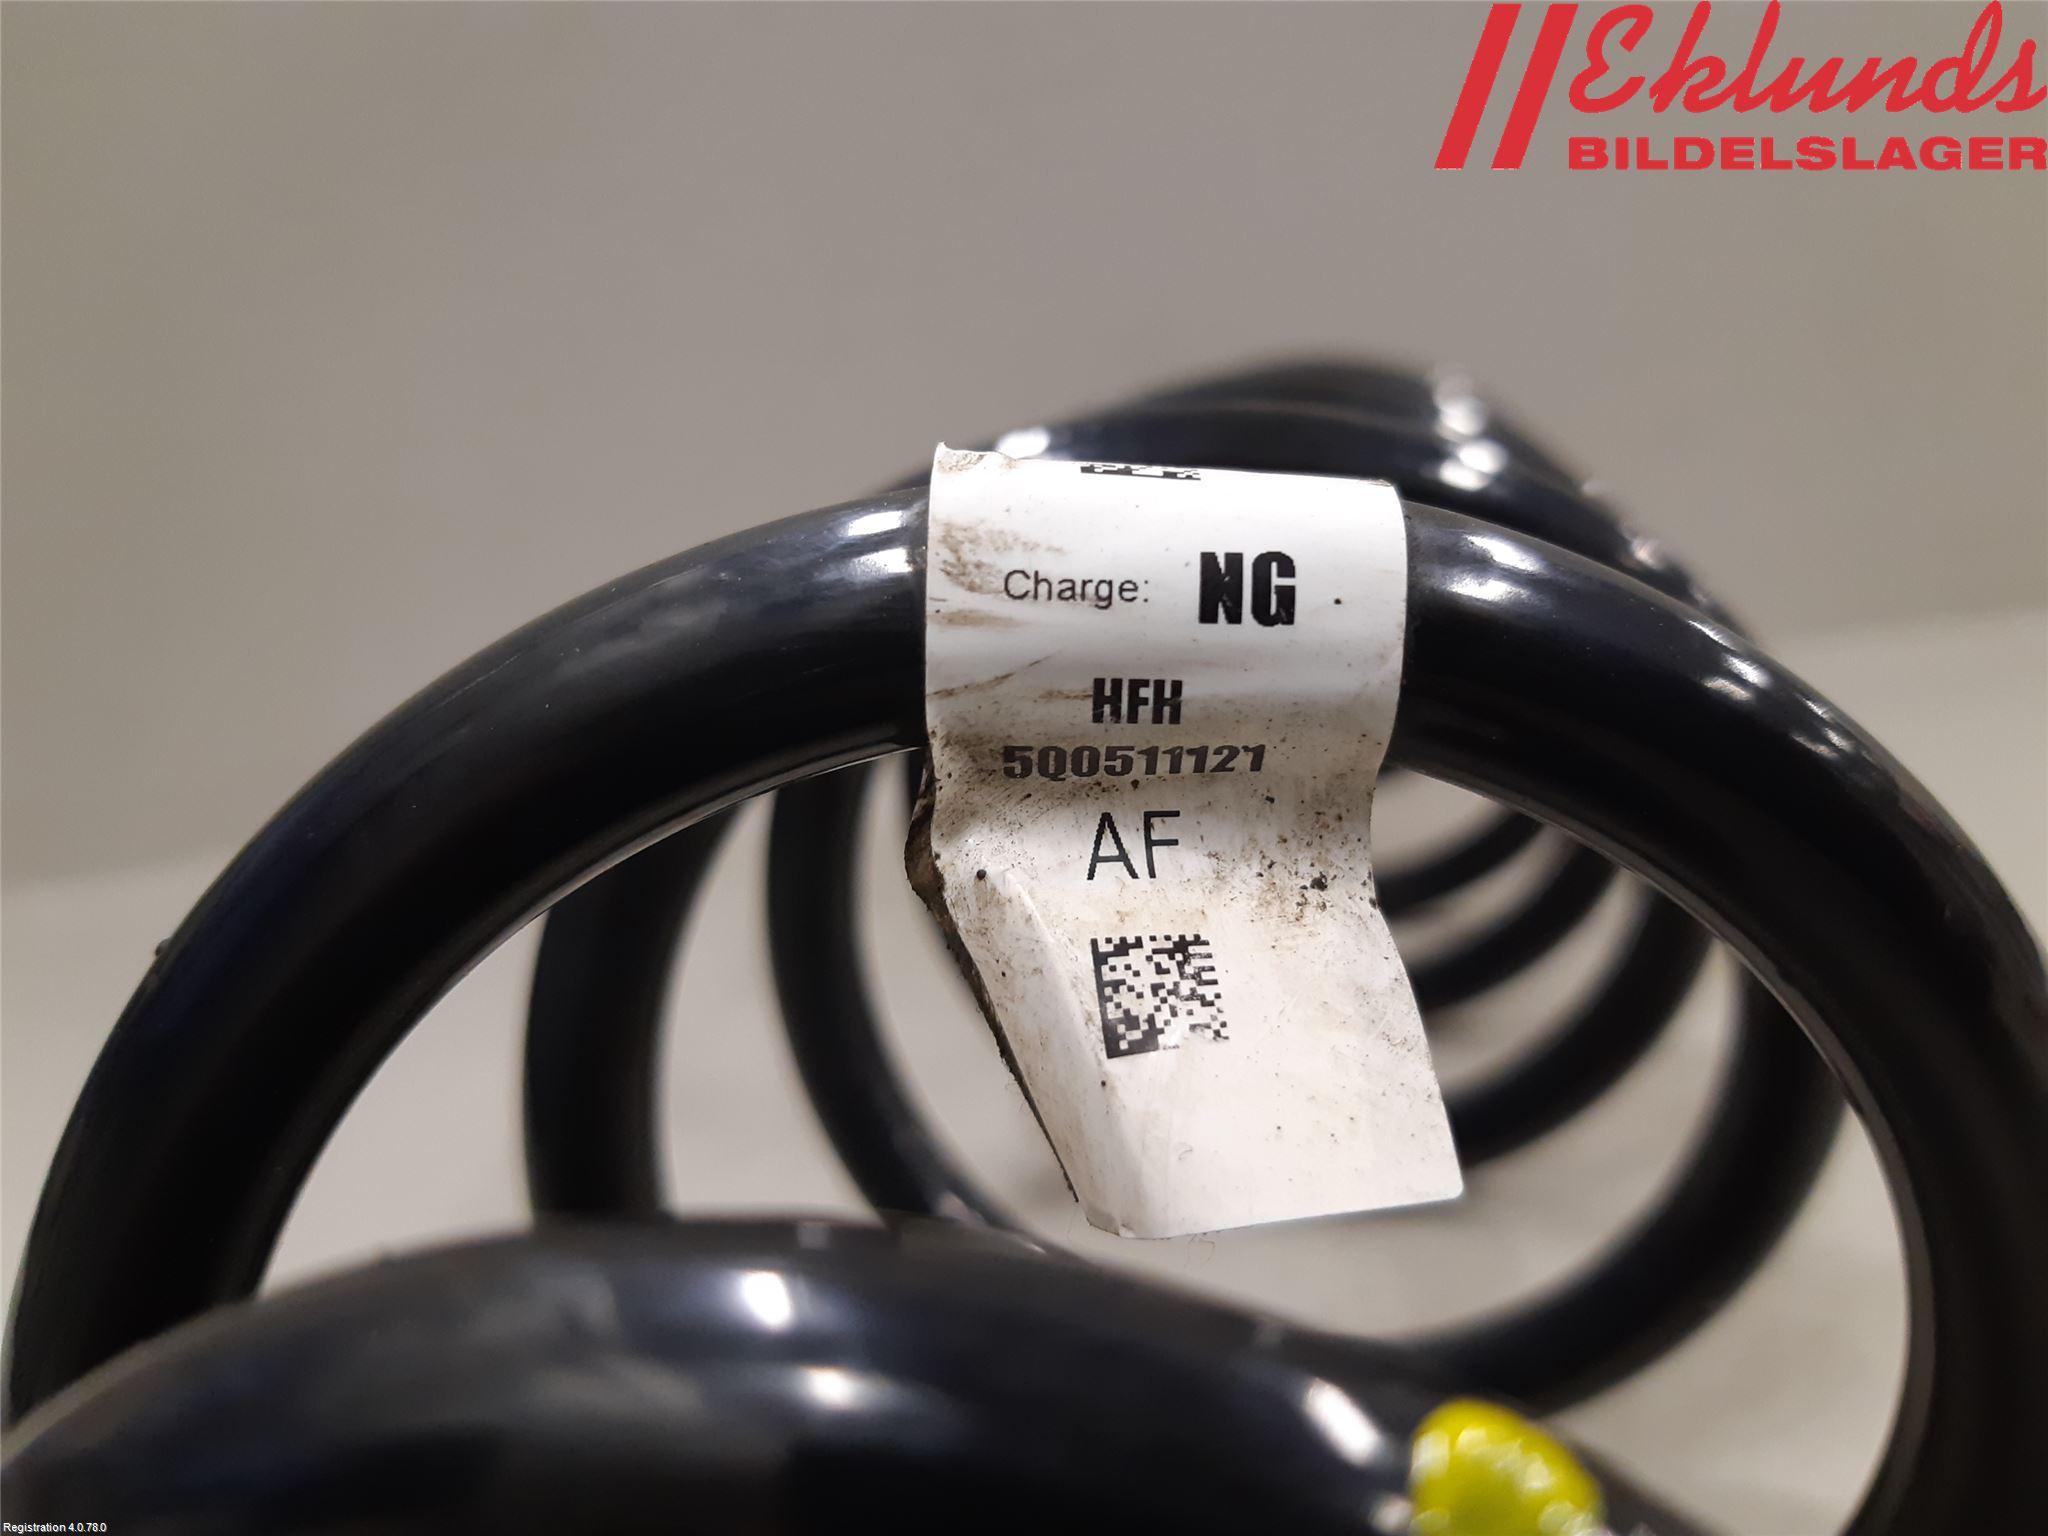 Eklunds
BILDELSLAGER
Charge: NG
HFH
5Q0511121
AF
Registration 4.0.78.0